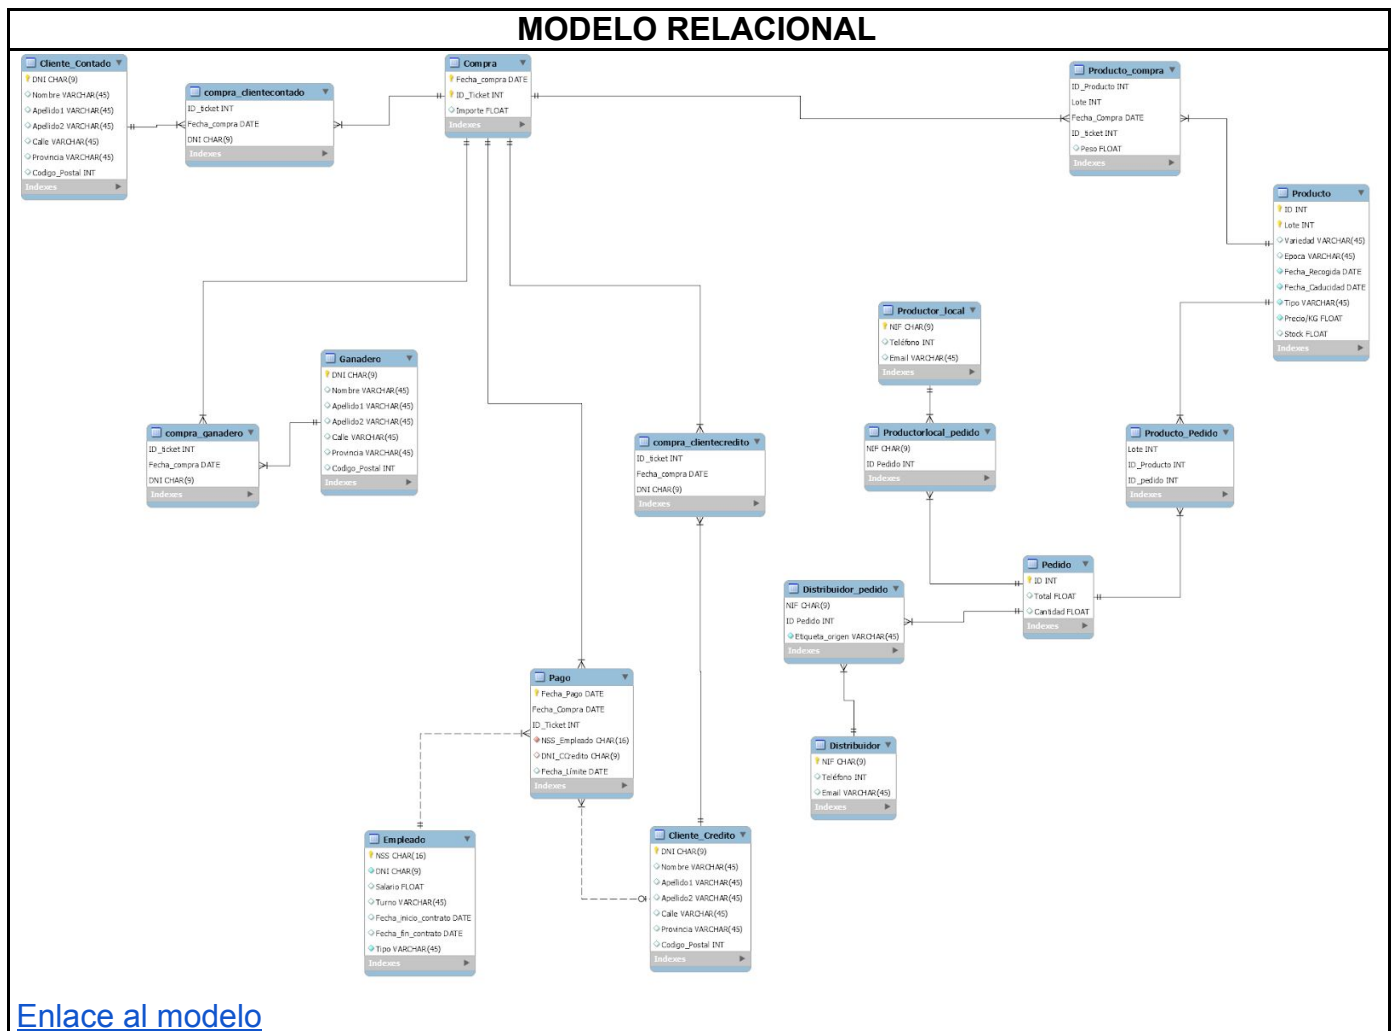 MODELO RELACIONAL
Cliente_Contado
DNI CHAR(9)
Nombre VARCHAR(45)
Apellido1 VARCHAR(45)
Apellido2 VARCHAR(45)
Calle VARCHAR(45)
Provincia VARCHAR(45)
Codigo_Postal INT
Indexes
compra_clientecontado
ID_ticket INT
Fecha_compra DATE
DNI CHAR(9)
Indexes
Compra
Fecha_compra DATE
ID_Ticket INT
Importe FLOAT
Indexes
Producto_compra
ID_Producto INT
Lote INT
Fecha_Compra DATE
ID_ticket INT
Peso FLOAT
Indexes
Producto
ID INT
Lote INT
Variedad VARCHAR(45)
Epoca VARCHAR(45)
Fecha_Recogida DATE
Fecha_Caducidad DATE
Tipo VARCHAR(45)
Precio/KG FLOAT
Stock FLOAT
Indexes
Productor_local
NIF CHAR(9)
Teléfono INT
Email VARCHAR(45)
Indexes
Ganadero
DNI CHAR(9)
Nombre VARCHAR(45)
Apellido1 VARCHAR(45)
Apellido2 VARCHAR(45)
Calle VARCHAR(45)
Provincia VARCHAR(45)
Codigo_Postal INT
Indexes
compra_ganadero
ID_ticket INT
Fecha_compra DATE
DNI CHAR(9)
Indexes
compra_clientecredito
ID_ticket INT
Fecha_compra DATE
DNI CHAR(9)
Indexes
Productorlocal_pedido
NIF CHAR(9)
ID Pedido INT
Indexes
Producto_Pedido
Lote INT
ID_Producto INT
ID_pedido INT
Indexes
Pedido
ID INT
Total FLOAT
Cantidad FLOAT
Indexes
Distribuidor_pedido
NIF CHAR(9)
ID Pedido INT
Etiqueta_origen VARCHAR(45)
Indexes
Pago
Fecha_Pago DATE
Fecha_Compra DATE
ID_Ticket INT
NSS_Empleado CHAR(16)
DNI_CCredito CHAR(9)
Fecha_Límite DATE
Indexes
Distribuidor
NIF CHAR(9)
Teléfono INT
Email VARCHAR(45)
Indexes
Empleado
NSS CHAR(16)
DNI CHAR(9)
Salario FLOAT
Turno VARCHAR(45)
Fecha_inicio_contrato DATE
Fecha_fin_contrato DATE
Tipo VARCHAR(45)
Indexes
Cliente_Credito
DNI CHAR(9)
Nombre VARCHAR(45)
Apellido1 VARCHAR(45)
Apellido2 VARCHAR(45)
Calle VARCHAR(45)
Provincia VARCHAR(45)
Codigo_Postal INT
Indexes
Enlace al modelo